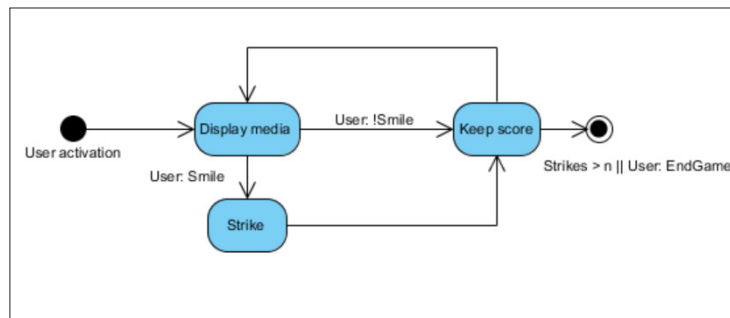 Display media
User: !Smile
Keep score
User activation
User: Smile
Strikes > n || User: EndGame
Strike